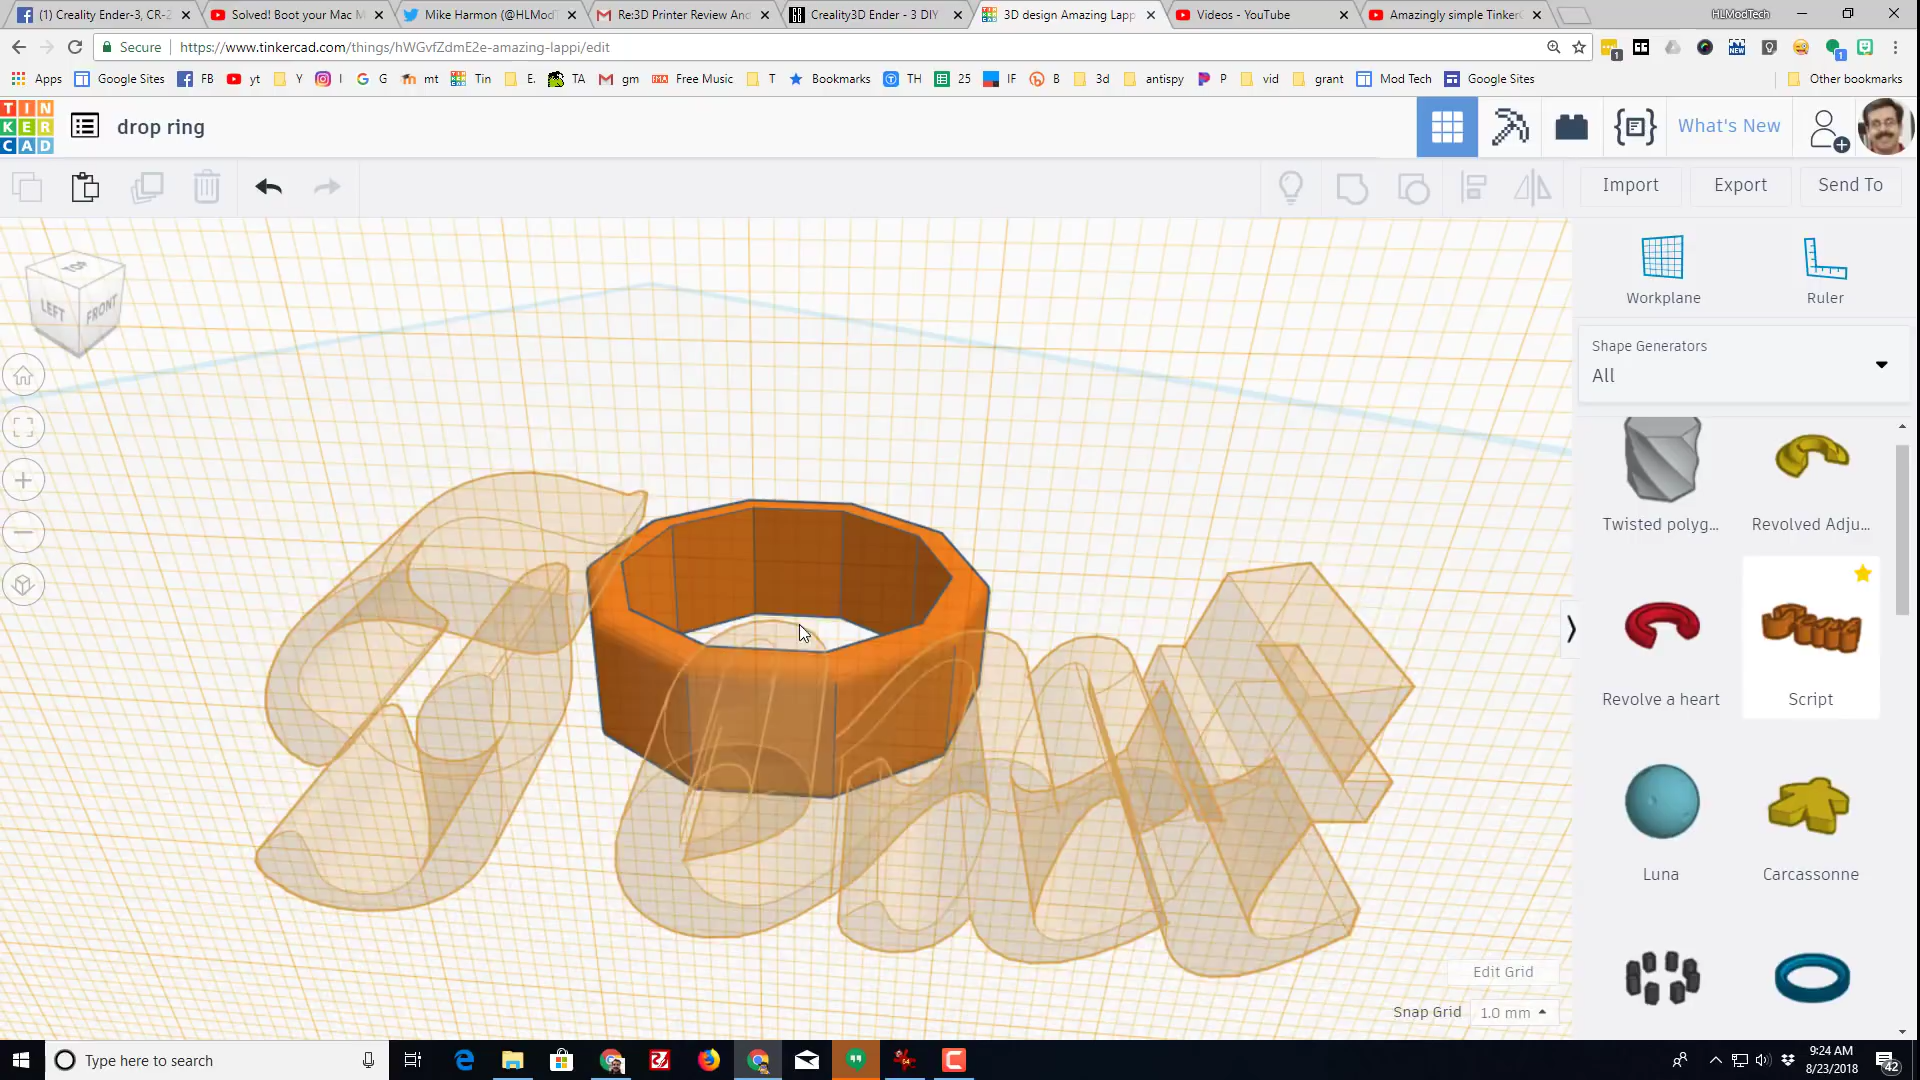 (1) Creality Ender-3, CR-2
Solved! Boot your Mac M
Mike Harmon (@HLModT
Re:3D Printer Review And
Creality3D Ender - 3 DIY
3D design Amazing Lapp
Videos - YouTube
Amazingly simple Tinker
HLModTech
Secure
https://www.tinkercad.com/things/hWGvfZdmE2e-amazing-lappi/edit
Apps
Google Sites
FB
yt
Y
I
G
mt
Tin
E.
TA
gm
Free Music
T
Bookmarks
TH
25
IF
B
3d
antispy
P
vid
grant
Mod Tech
Google Sites
Other bookmarks
TIN
KER
CAD
drop ring
What's New
Import
Export
Send To
TOP
LEFT
FRONT
Workplane
Ruler
Shape Generators
All
Twisted polyg...
Revolved Adju...
Revolve a heart
Script
Luna
Carcassonne
Edit Grid
Snap Grid
1.0 mm
Type here to search
9:24 AM
8/23/2018
42